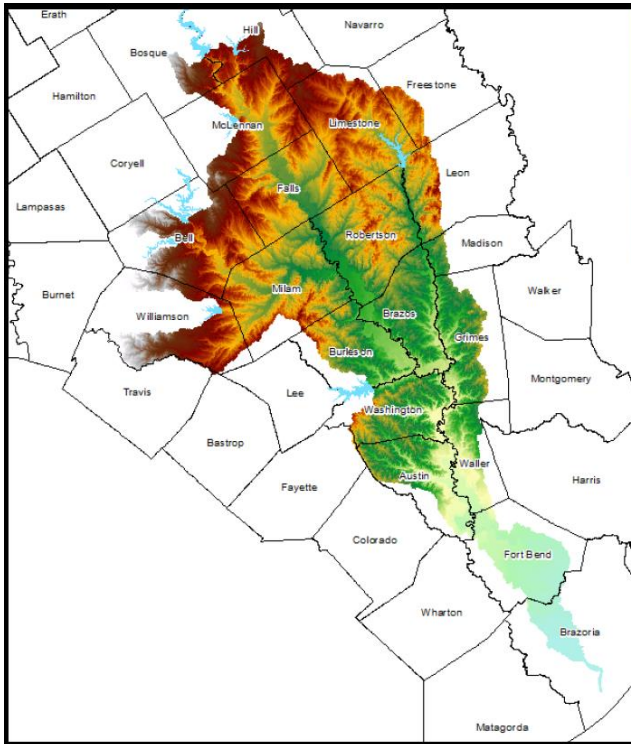 Erath
Hill
Navarro
Bosque
Freestone
Hamilton
McLennan
Limestone
Coryell
Leon
Falls
Lampasas
Bell
Robertson
Madison
Burnet
Milam
Walker
Williamson
Brazos
Grimes
Burleson
Travis
Lee
Montgomery
Washington
Bastrop
Waller
Austin
Harris
Fayette
Colorado
Fort Bend
Wharton
Brazoria
Matagorda